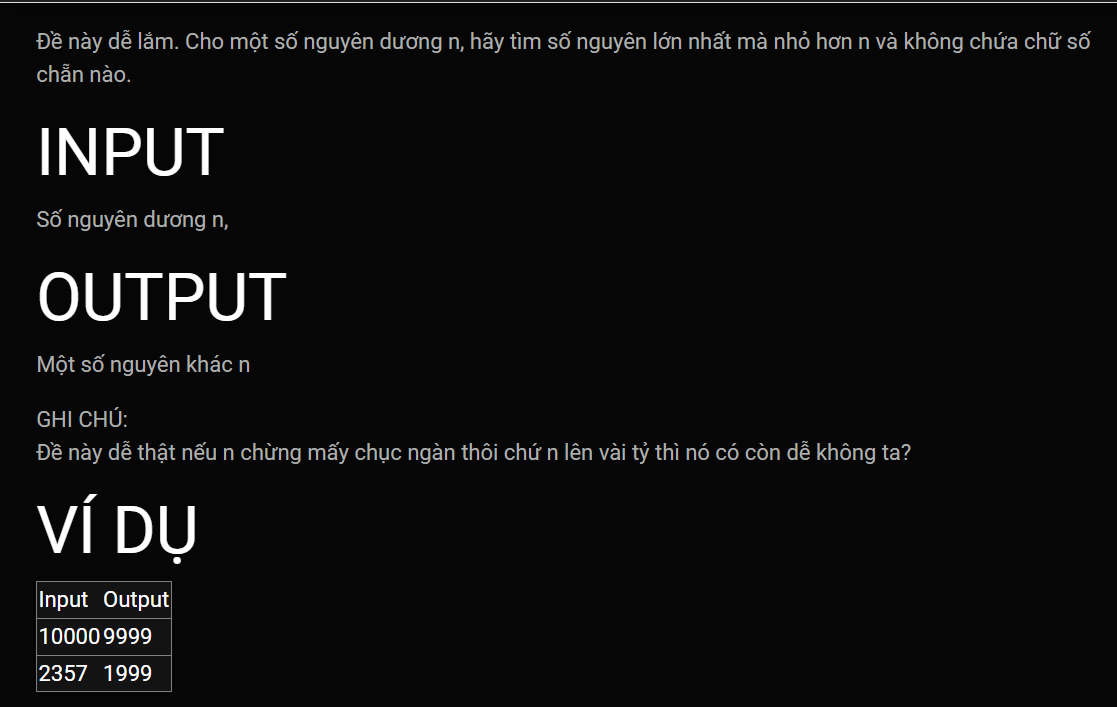 Đề này dễ lắm. Cho một số nguyên dương n, hãy tìm số nguyên lớn nhất mà nhỏ hơn n và không chứa chữ số
chẵn nào.
INPUT
Số nguyên dương n,
OUTPUT
Một số nguyên khác n
GHI CHÚ:
Đề này dễ thật nếu n chừng mấy chục ngàn thôi chứ n lên vài tỷ thì nó có còn dễ không ta?
VÍ DỤ
Input Output
10000 9999
2357 1999